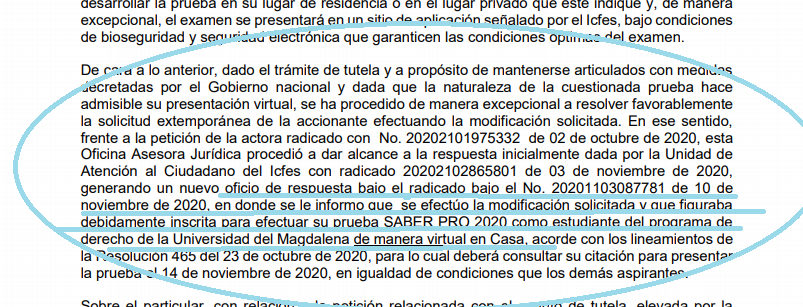 desarrollar la prueba en su lugar de residencia o en el lugar privado que este indique y, de manera
excepcional, el examen se presentará en un sitio de aplicación señalado por el Icfes, bajo condiciones
de bioseguridad y seguridad electrónica que garanticen las condiciones óptimas del examen.
De cara a lo anterior, dado el trámite de tutela y a propósito de mantenerse articulados con medidas
decretadas por el Gobierno nacional y dada que la naturaleza de la cuestionada prueba hace
admisible su presentación virtual, se ha procedido de manera excepcional a resolver favorablemente
la solicitud extemporánea de la accionante efectuando la modificación solicitada. En ese sentido,
frente a la petición de la actora radicado con No. 20202101975332 de 02 de octubre de 2020, esta
Oficina Asesora Jurídica procedió a dar alcance a la respuesta inicialmente dada por la Unidad de
Atención al Ciudadano del Icfes con radicado 20202102865801 de 03 de noviembre de 2020,
generando un nuevo oficio de respuesta bajo el radicado bajo el No. 20201103087781 de 10 de
noviembre de 2020, en donde se le informo que se efectúo la modificación solicitada y que figuraba
debidamente inscrita para efectuar su prueba SABER PRO 2020 como estudiante del programa de
derecho de la Universidad del Magdalena de manera virtual en Casa, acorde con los lineamientos de
la Resolución 465 del 23 de octubre de 2020, para lo cual deberá consultar su citación para presentar
la prueba el 14 de noviembre de 2020, en igualdad de condiciones que los demás aspirantes.
Sobre el particular, con relación a la petición relacionada con el de tutela, elevada por la